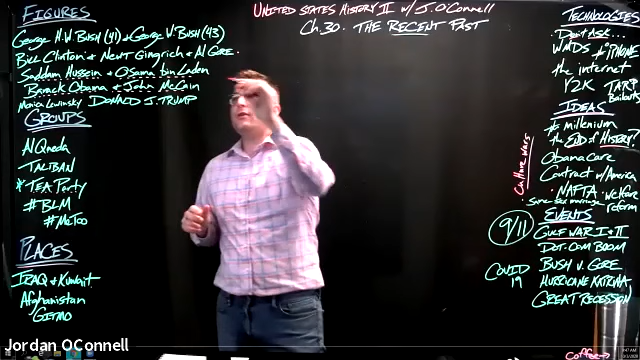 FIGURES
George H.W. BUSH (41) & George W. BUSH (43)
Bill Clinton & Newt Gingrich & Al Gore.
Saddam Hussein & Osama bin Laden
Barack Obama & John McCain
Monica Lewinsky DONALD J. TRUMP
GROUPS
Al Qaeda
TALIBAN
*TEA Party
#BLM
#MeToo
PLACES
IRAQ & Kuwait
Afghanistan
GITMO
UNITED STATES HISTORY II w/ J. O'Connell
Ch. 30. THE RECENT PAST
TECHNOLOGIES
Don't Ask...
WMDS iPHONE
the internet
Y2K TARP
Bailouts
IDEAS
millenium
the END of HISTORY?
Obama Care
Contract w/ America
NAFTA welfare
same-sex marriage reform
Culture Wars
EVENTS
9/11
GULF WAR I & II
DOT.COM BOOM
BUSH v. GORE
COVID
19
HURRICANE KATRINA
GREAT RECESSION
coffee→
Jordan OConnell